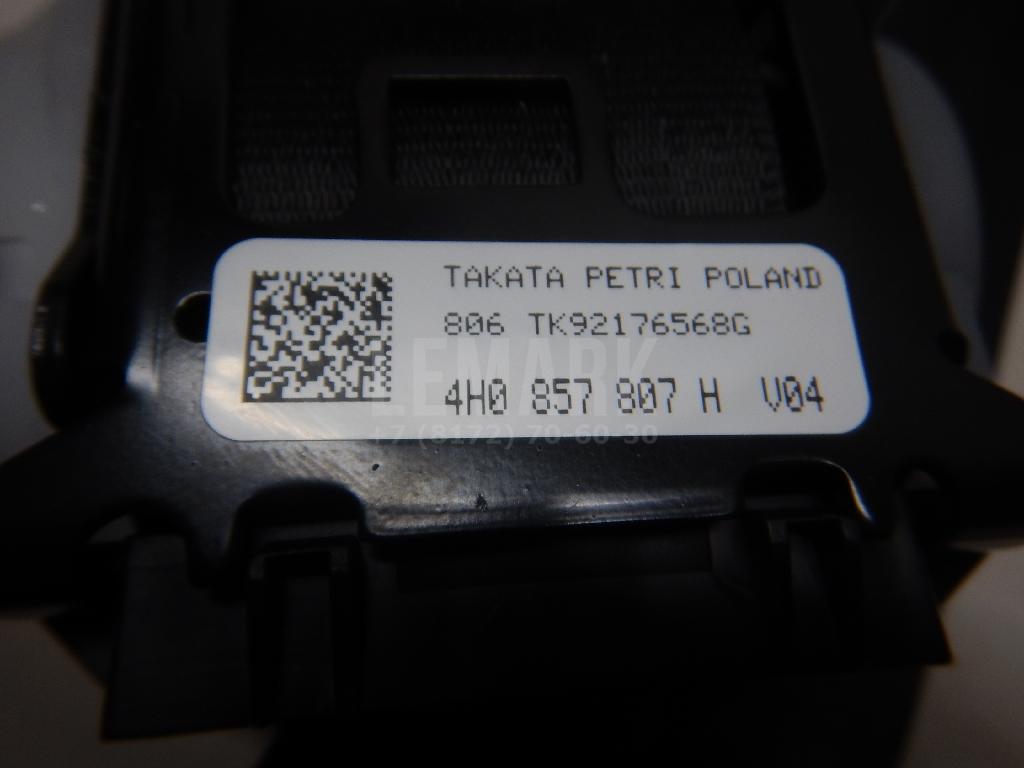 TAKATA PETRI POLAND
806 TK92176568G
LEMARK
4H0 857 807 H V04
+7 (8172) 70-60-30